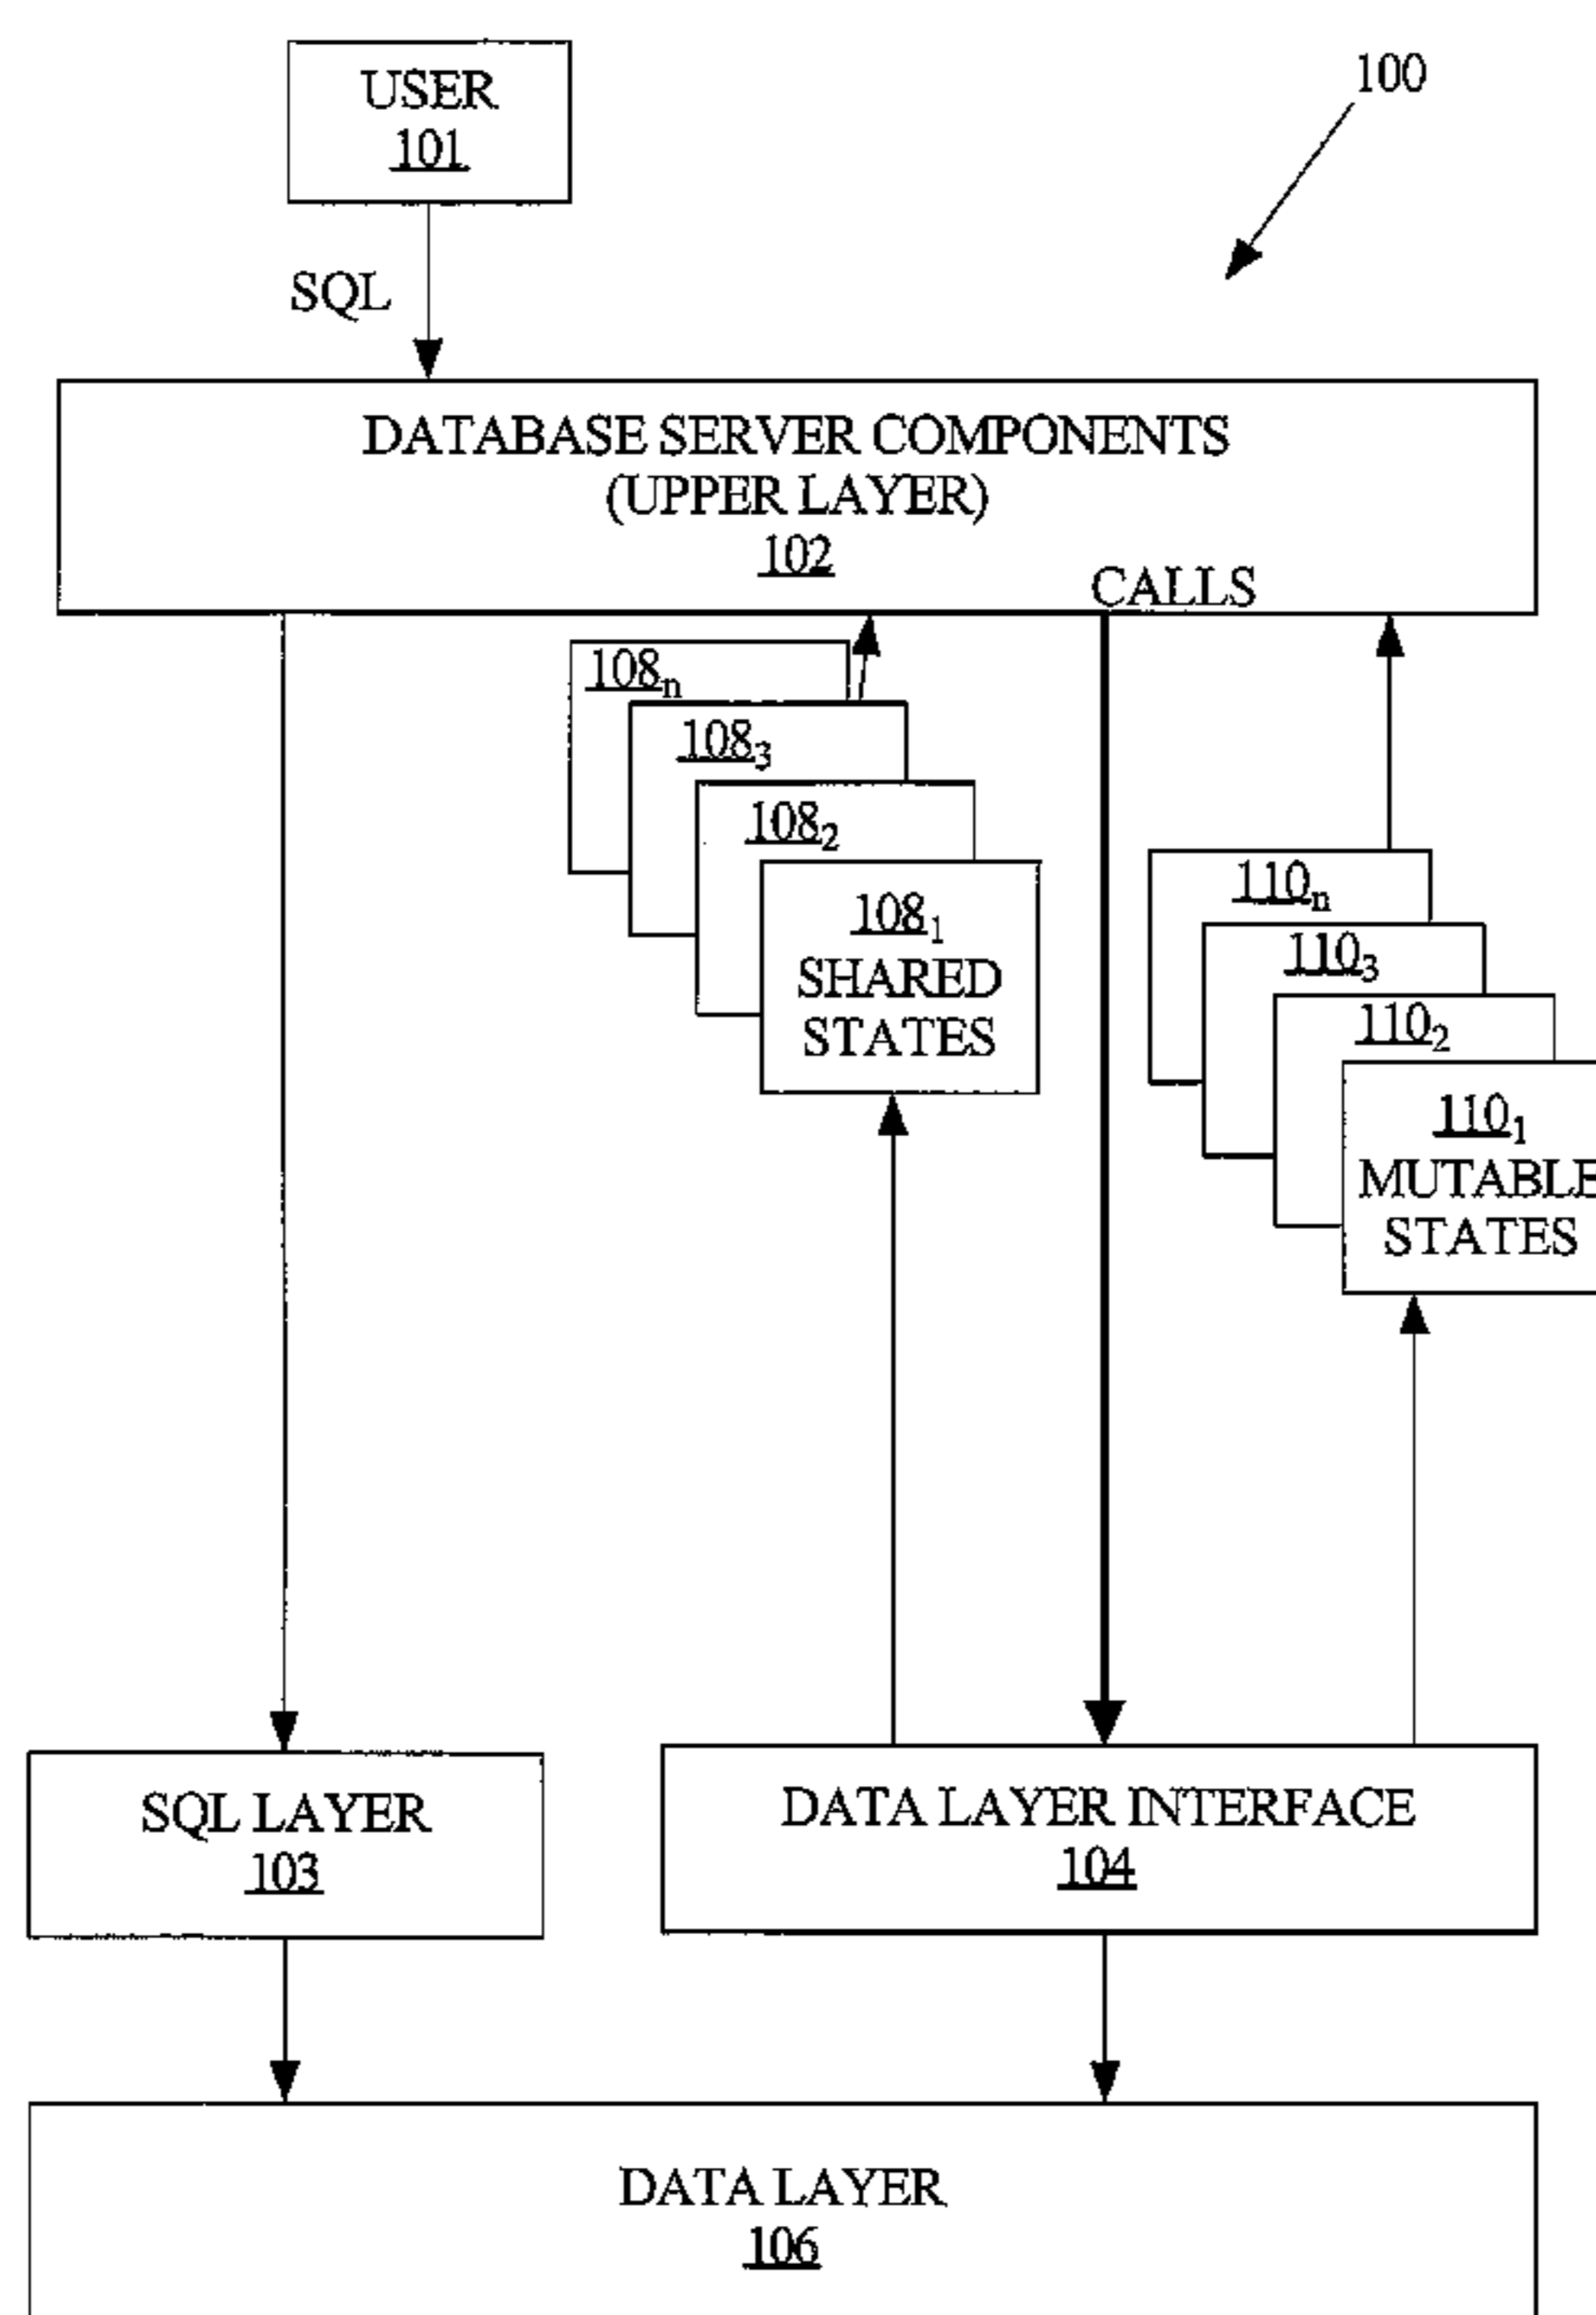 100
USER
101
SQL
DATABASE SERVER COMPONENTS
(UPPER LAYER)
102
CALLS
108n
1083
1082
1081
SHARED
STATES
110n
1103
1102
1101
MUTABLE
STATES
SQL LAYER
103
DATA LAYER INTERFACE
104
DATA LAYER
106